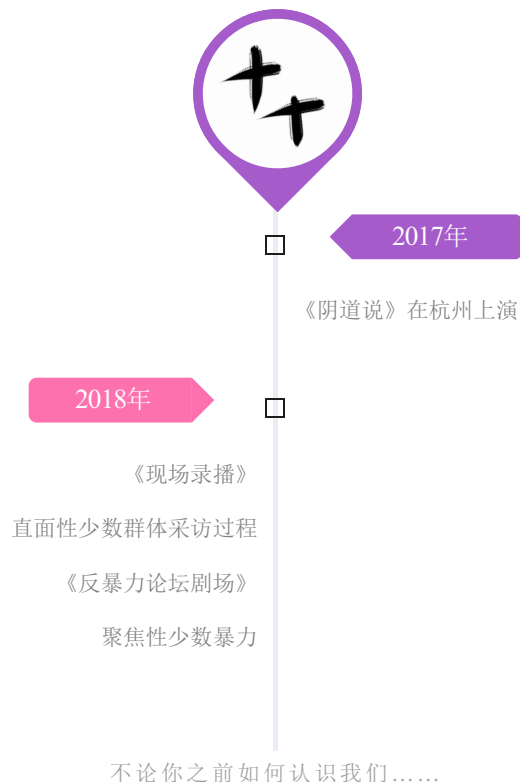 2017年
《阴道说》在杭州上演
2018年
《现场录播》
直面性少数群体采访过程
《反暴力论坛剧场》
聚焦性少数暴力
不论你之前如何认识我们……